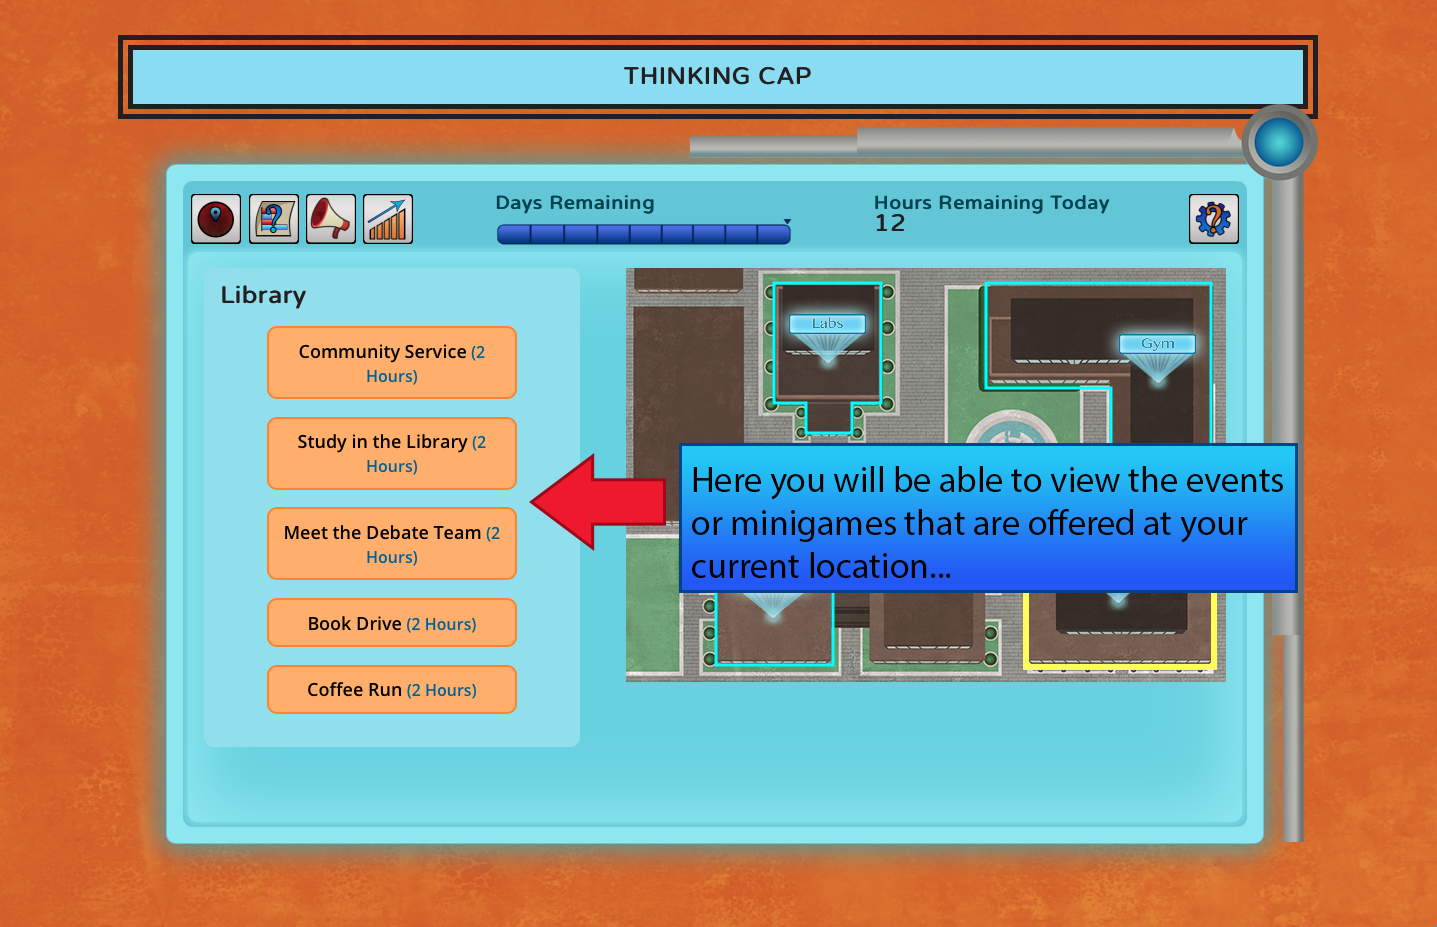 THINKING CAP
Days Remaining
Hours Remaining Today
12
Library
Community Service (2
Hours)
Study in the Library (2
Hours)
Meet the Debate Team (2
Hours)
Book Drive (2 Hours)
Coffee Run (2 Hours)
Labs
Gym
Here you will be able to view the events
or minigames that are offered at your
current location...